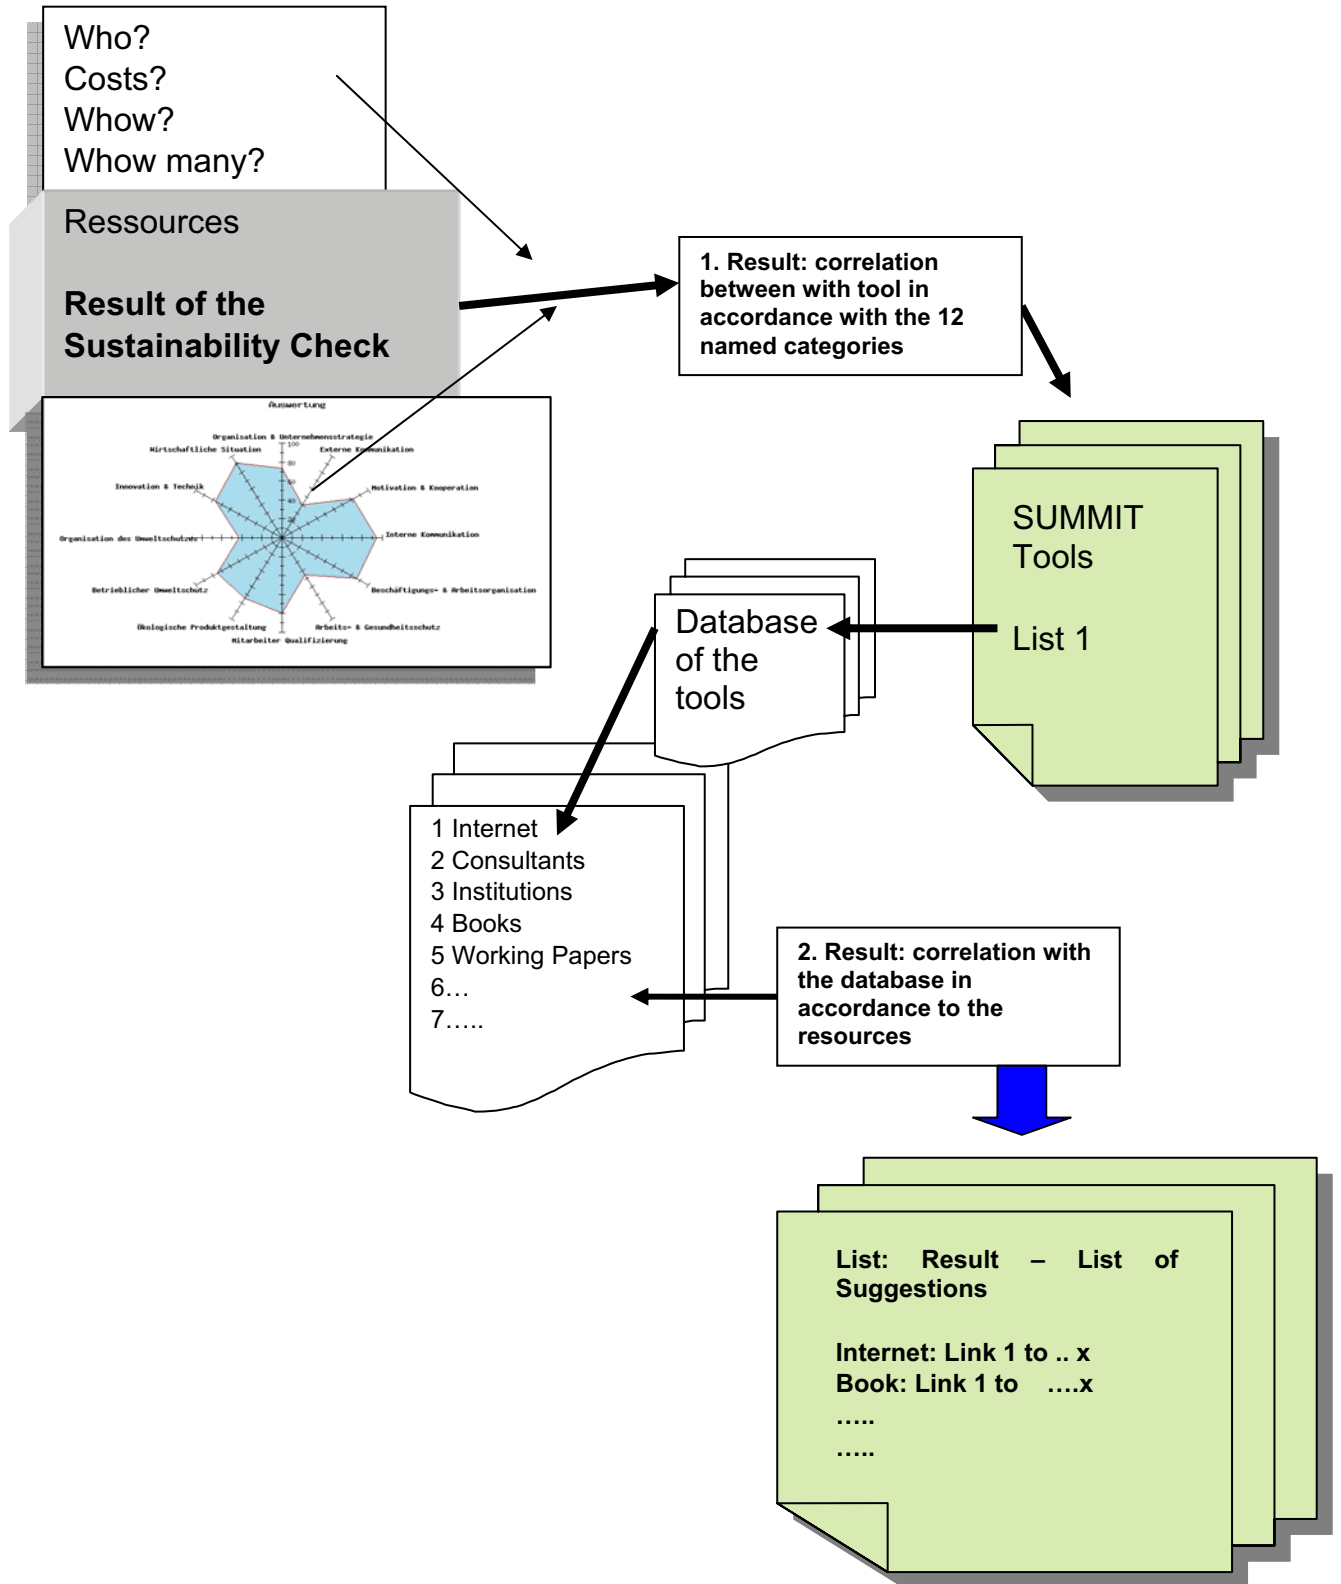 Who?
Costs?
Whow?
Whow many?
Ressources
Result of the
Sustainability Check
1. Result: correlation
between with tool in
accordance with the 12
named categories
Auswertung
Organisation & Unternehmensstrategie
Wirtschaftliche Situation
Externe Kommunikation
Innovation & Technik
Motivation & Kooperation
Organisation des Umweltschutzes
Interne Kommunikation
Betrieblicher Umweltschutz
Beschäftigungs- & Arbeitsorganisation
Ökologische Produktgestaltung
Arbeits- & Gesundheitsschutz
Mitarbeiter Qualifizierung
100
80
60
40
20
SUMMIT
Tools
List 1
Database
of the
tools
1 Internet
2 Consultants
3 Institutions
4 Books
5 Working Papers
6…
7…..
2. Result: correlation with
the database in
accordance to the
resources
List: Result – List of
Suggestions
Internet: Link 1 to .. x
Book: Link 1 to ….x
…..
…..